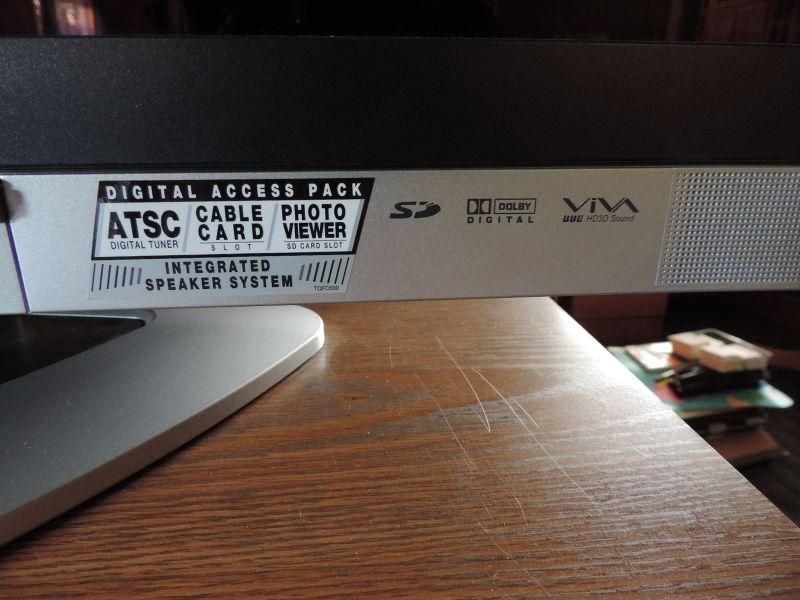 DIGITAL ACCESS PACK
ATSC
DIGITAL TUNER
CABLE
CARD
SLOT
PHOTO
VIEWER
SD CARD SLOT
INTEGRATED
SPEAKER SYSTEM
TQFC500
SD
DOLBY
DIGITAL
VIVA
BBE HD3D Sound